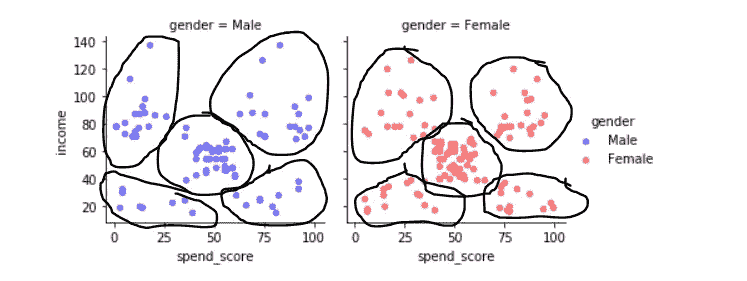 gender = Male
gender = Female
140
120
100
80
60
40
20
income
0 25 50 75 100
0 25 50 75 100
spend_score
spend_score
gender
Male
Female